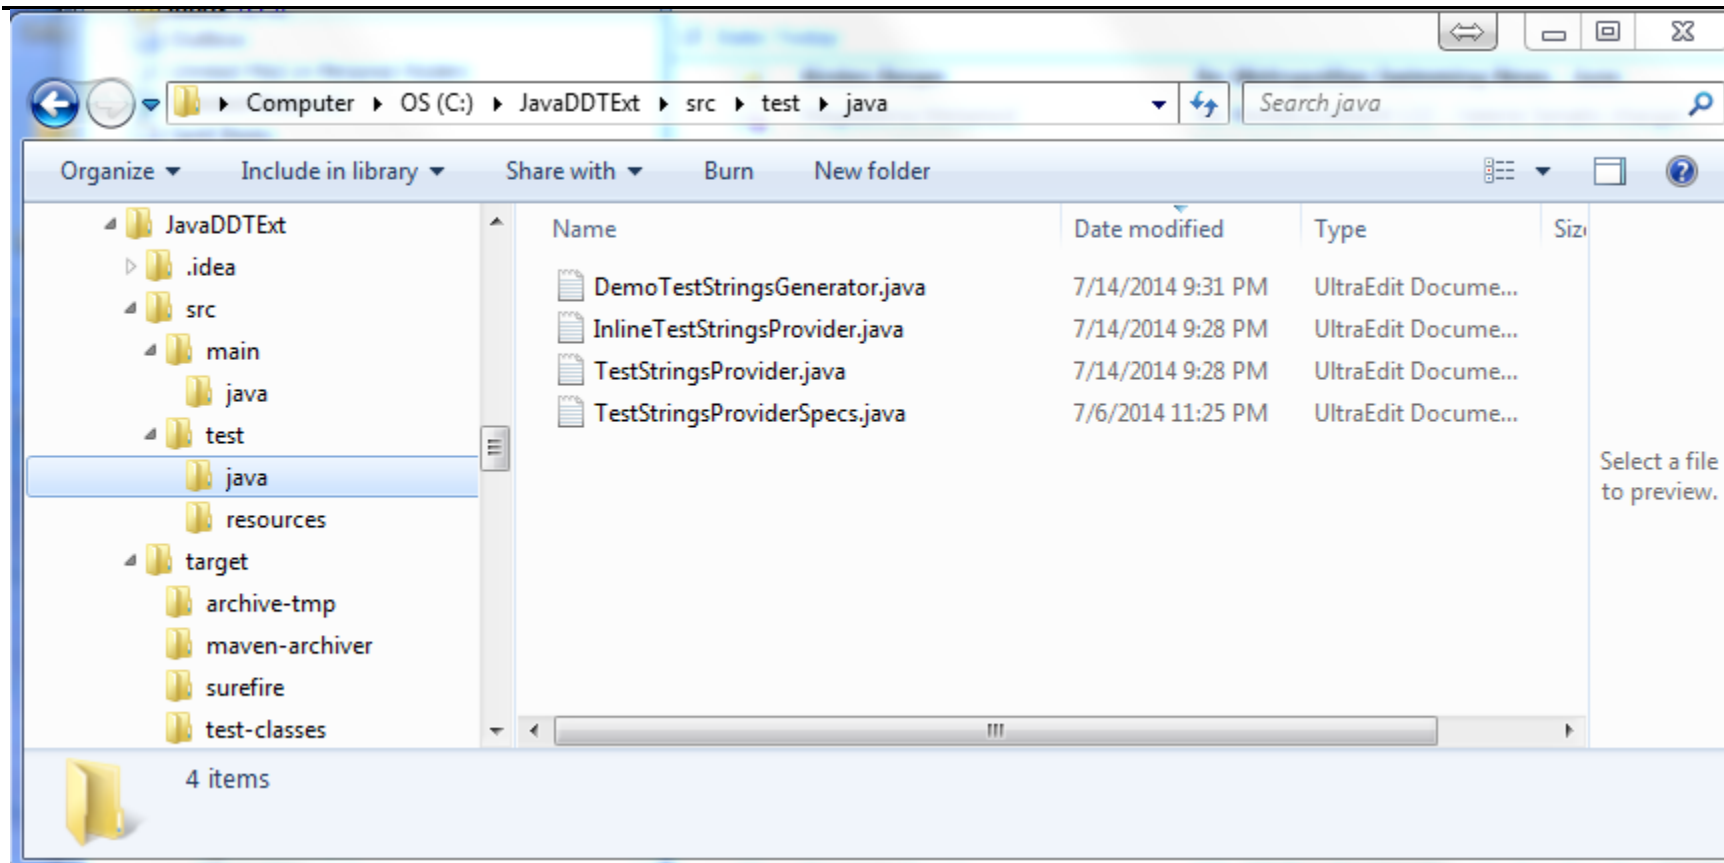 Computer OS (C:) JavaDDTExt src test java Search java
Organize Include in library Share with Burn New folder
JavaDDTExt
.idea
src
main
java
test
java
resources
target
archive-tmp
maven-archiver
surefire
test-classes
Name Date modified Type Size
DemoTestStringsGenerator.java 7/14/2014 9:31 PM UltraEdit Docume...
InlineTestStringsProvider.java 7/14/2014 9:28 PM UltraEdit Docume...
TestStringsProvider.java 7/14/2014 9:28 PM UltraEdit Docume...
TestStringsProviderSpecs.java 7/6/2014 11:25 PM UltraEdit Docume...
Select a file
to preview.
4 items